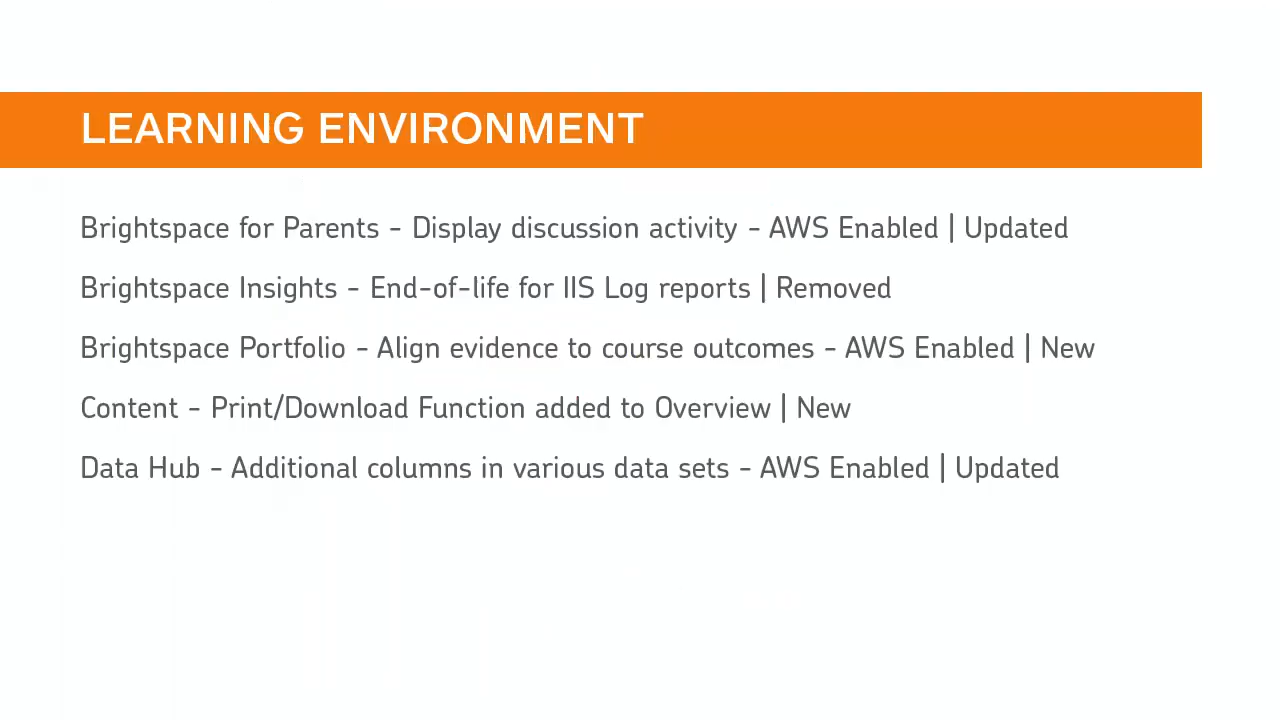 LEARNING ENVIRONMENT
Brightspace for Parents - Display discussion activity - AWS Enabled | Updated
Brightspace Insights - End-of-life for IIS Log reports | Removed
Brightspace Portfolio - Align evidence to course outcomes - AWS Enabled | New
Content - Print/Download Function added to Overview | New
Data Hub - Additional columns in various data sets - AWS Enabled | Updated